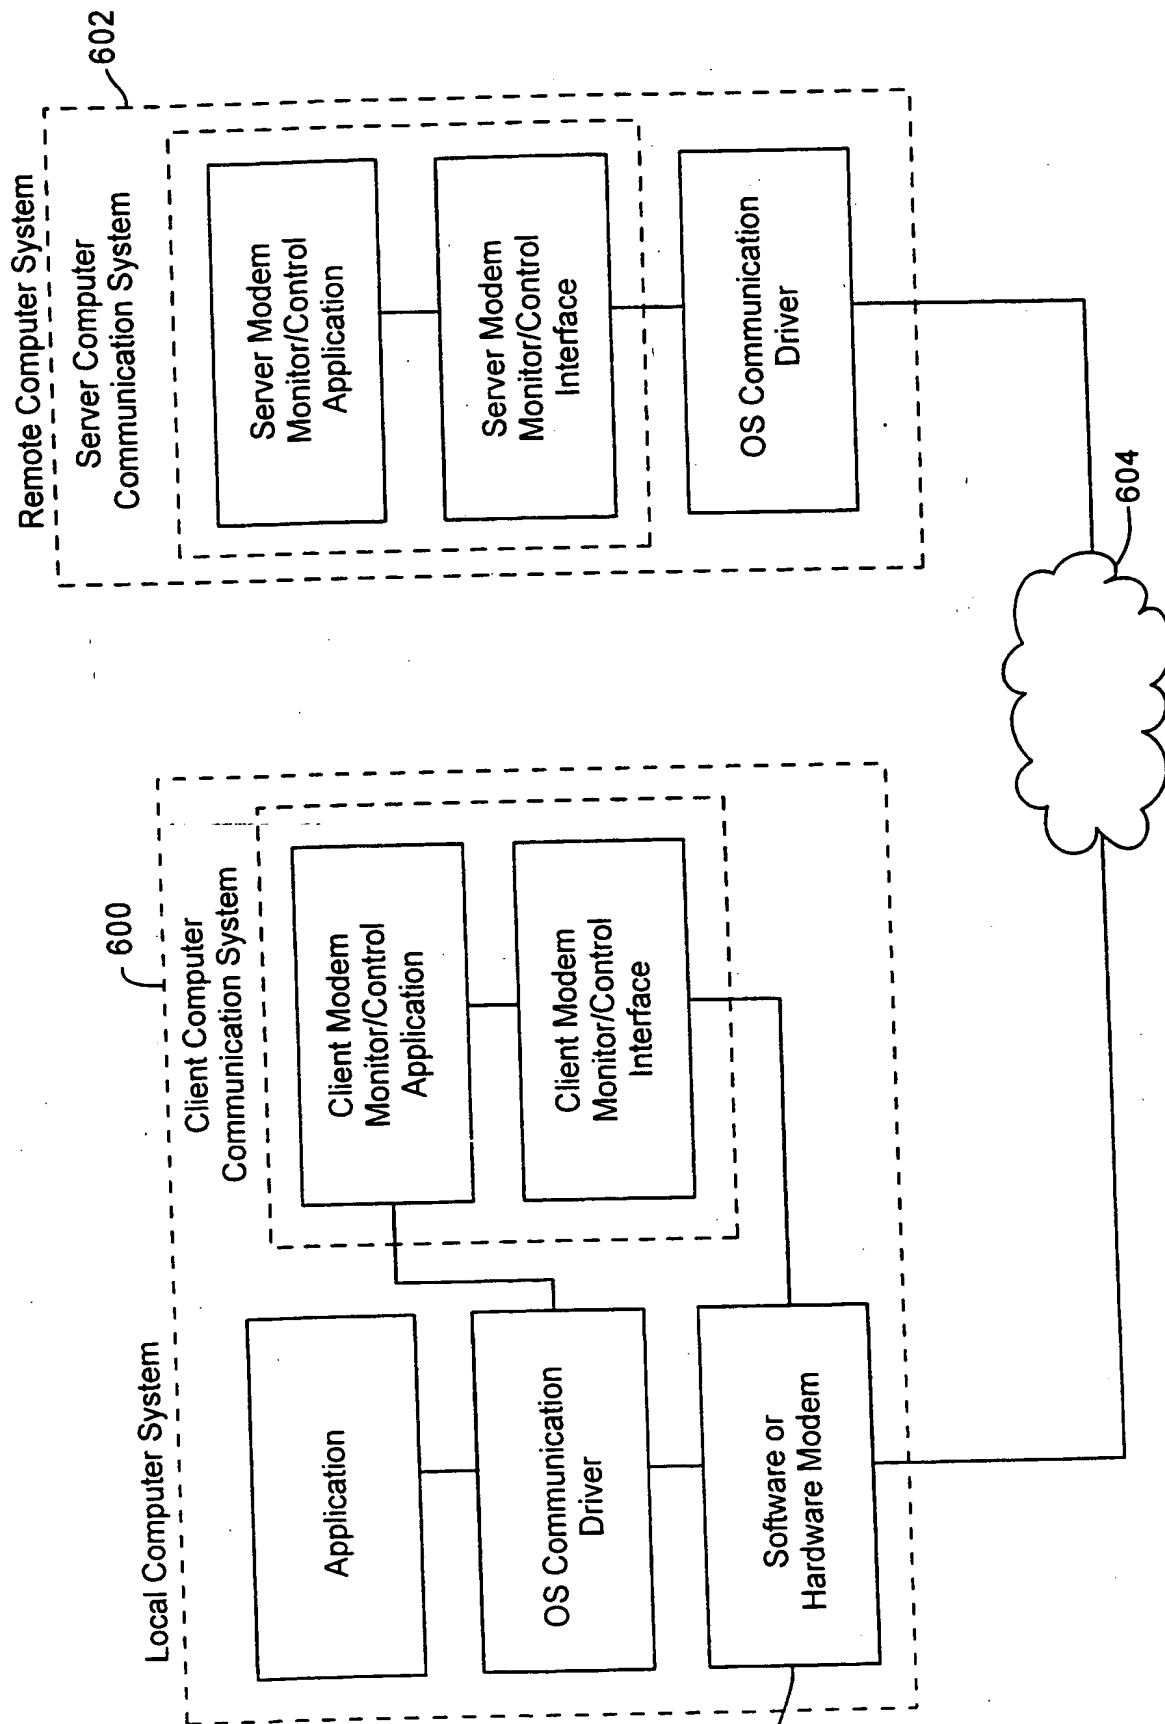 Local Computer System
600
Client Computer
Communication System
Application
OS Communication
Driver
Software or
Hardware Modem
Client Modem
Monitor/Control
Application
Client Modem
Monitor/Control
Interface
Remote Computer System
602
Server Computer
Communication System
Server Modem
Monitor/Control
Application
Server Modem
Monitor/Control
Interface
OS Communication
Driver
604